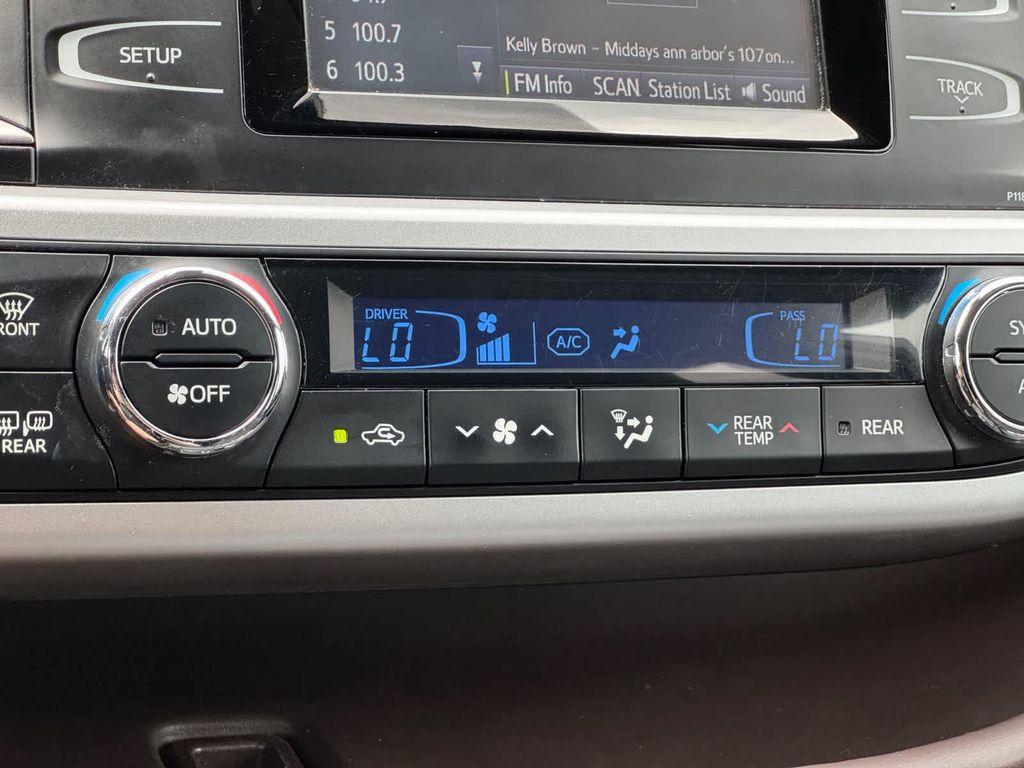 SETUP
5 100.7
6 100.3
Kelly Brown - Middays ann arbor's 107on...
FM Info SCAN Station List Sound
TRACK
P118
DRIVER
LO
A/C
PASS
LO
AUTO
OFF
REAR
TEMP
REAR
REAR